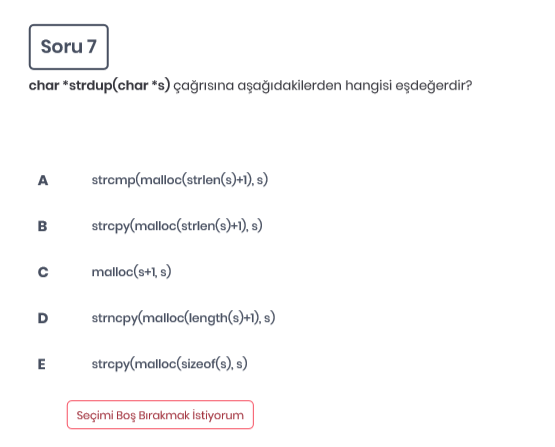 Soru 7
char *strdup(char *s) çağrısına aşağıdakilerden hangisi eşdeğerdir?
A strcmp(malloc(strlen(s)+1), s)
B strcpy(malloc(strlen(s)+1), s)
C malloc(s+1, s)
D strncpy(malloc(length(s)+1), s)
E strcpy(malloc(sizeof(s), s)
Seçimi Boş Bırakmak İstiyorum